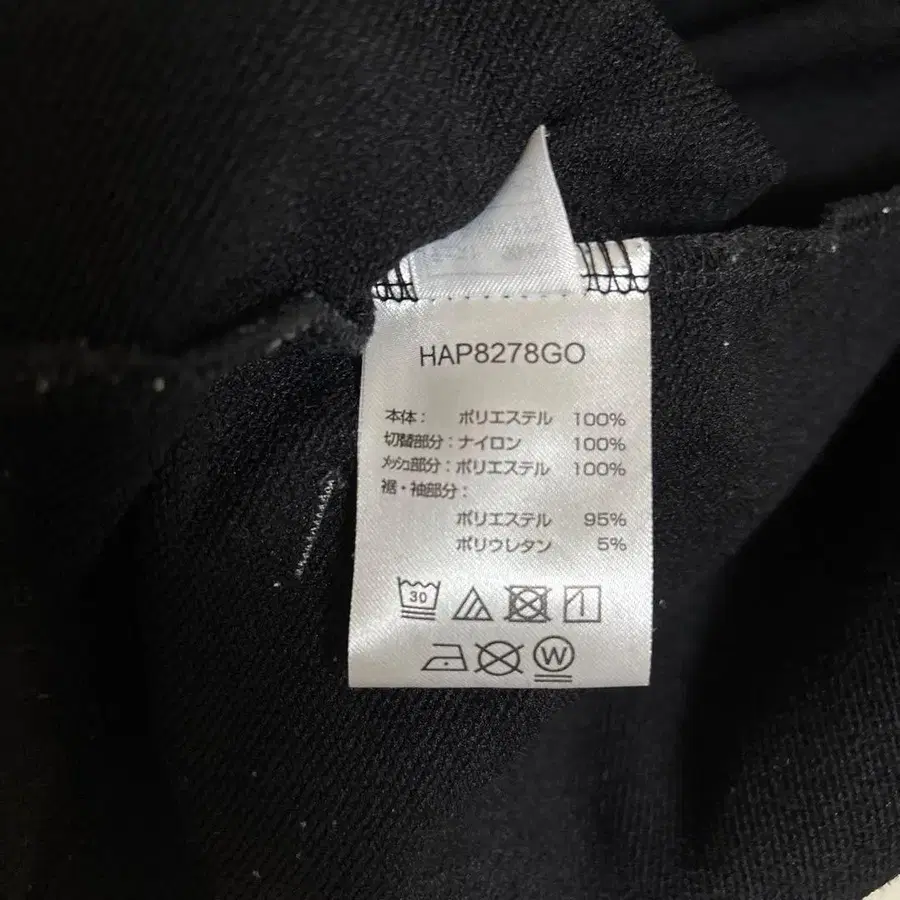 HAP8278GO
本体： ポリエステル 100%
切替部分：ナイロン 100%
メッシュ部分：ポリエステル 100%
裾・袖部分：
ポリエステル 95%
ポリウレタン 5%
30
W